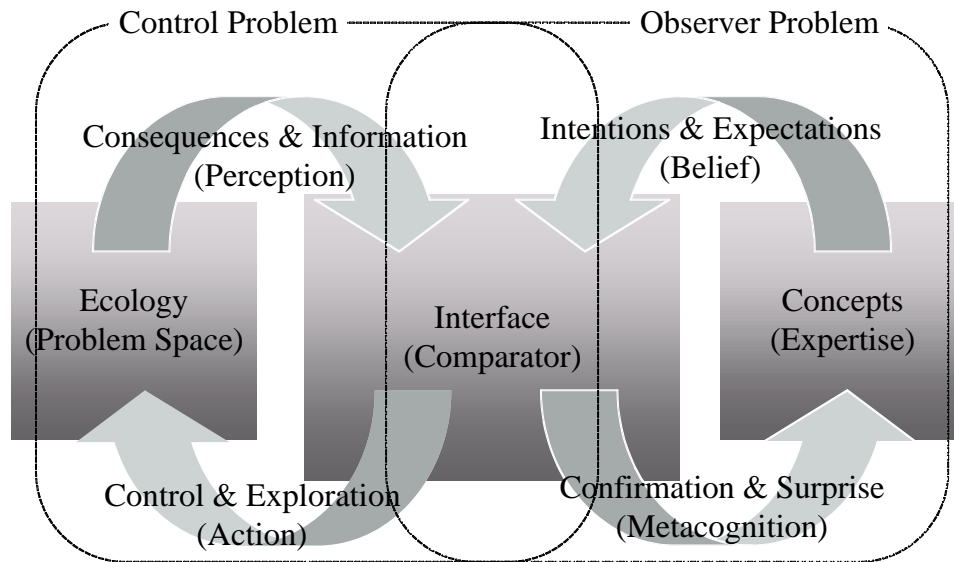 Control Problem
Observer Problem
Consequences & Information
(Perception)
Intentions & Expectations
(Belief)
Ecology
(Problem Space)
Interface
(Comparator)
Concepts
(Expertise)
Control & Exploration
(Action)
Confirmation & Surprise
(Metacognition)